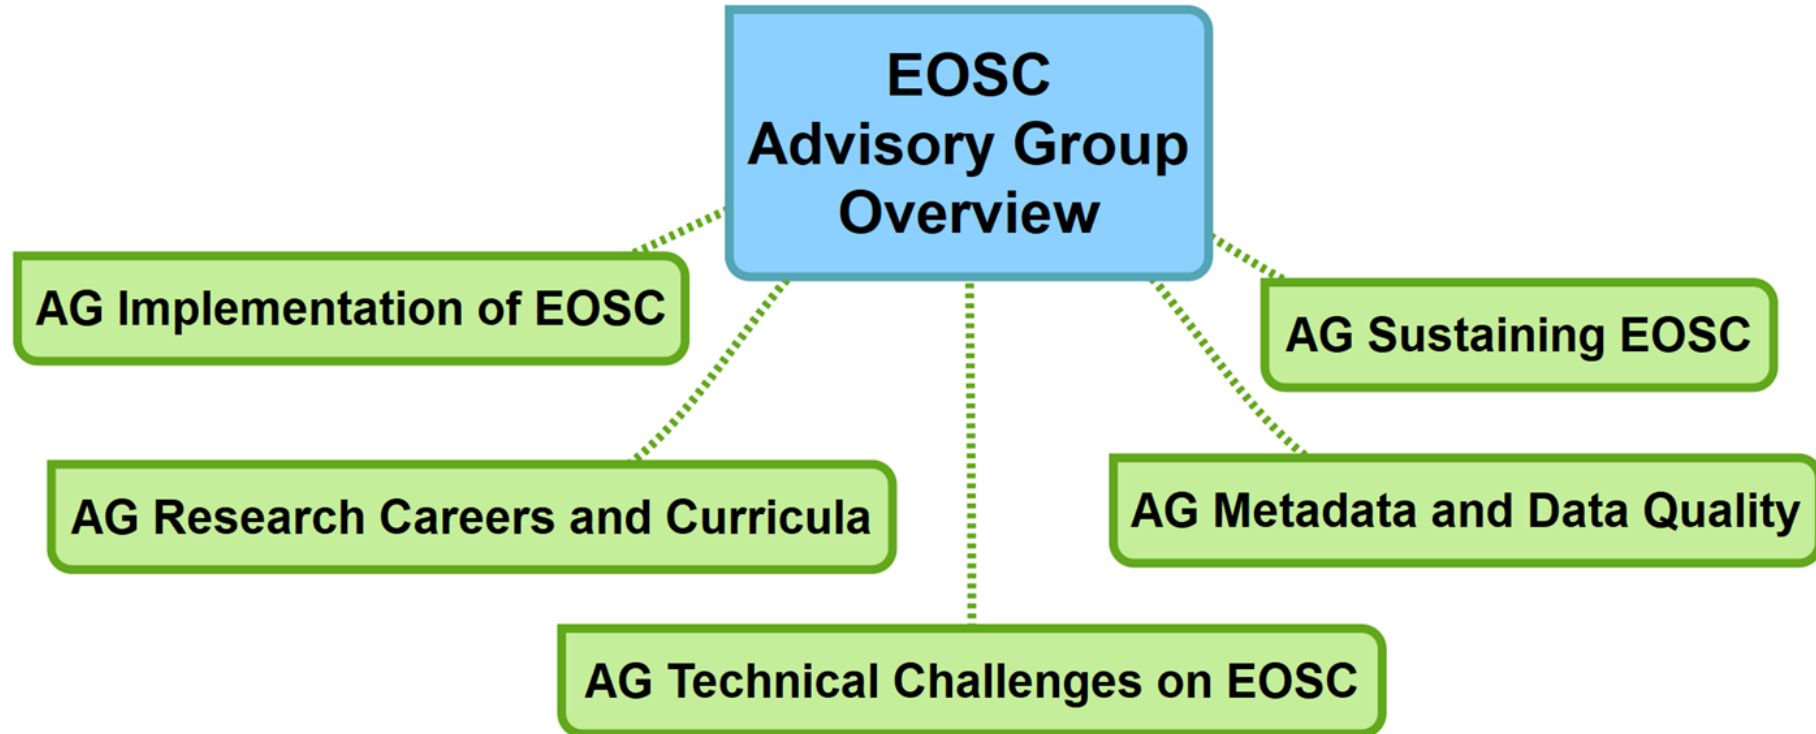 EOSC
Advisory Group
Overview
AG Implementation of EOSC
AG Sustaining EOSC
AG Research Careers and Curricula
AG Metadata and Data Quality
AG Technical Challenges on EOSC